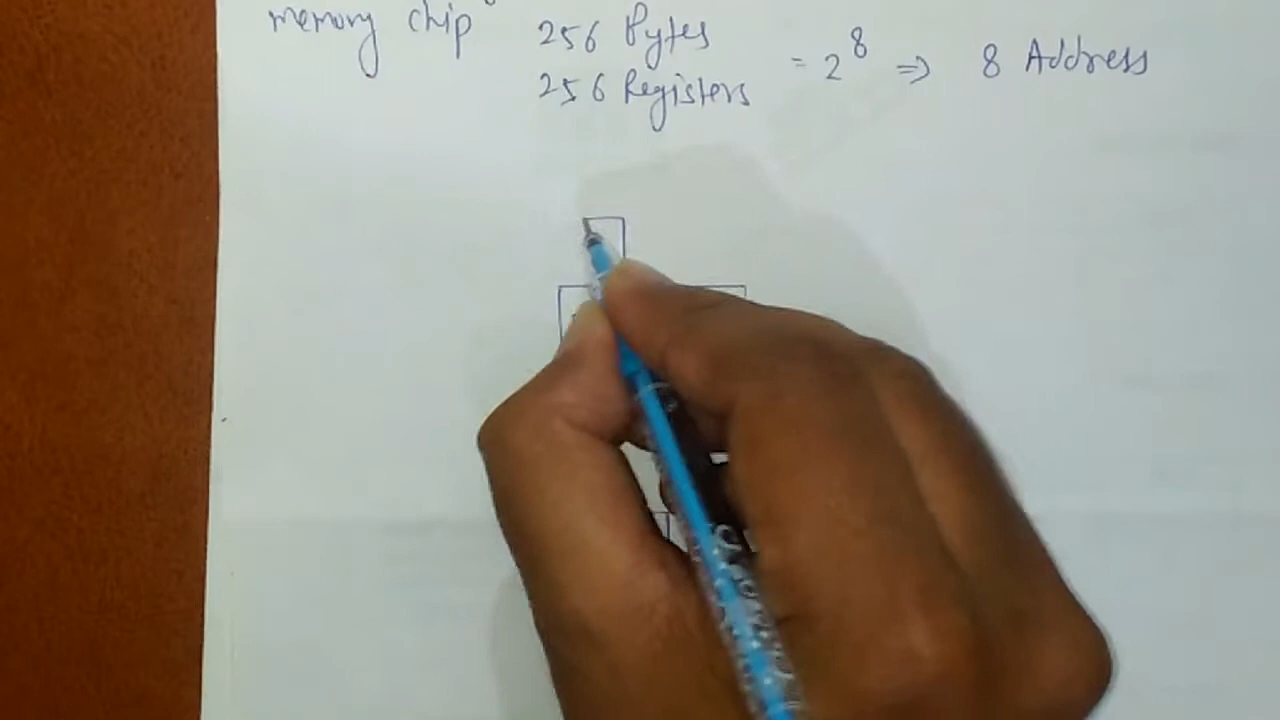 memory chip 256 Bytes
256 Registers = 2^8 ⇒ 8 Address